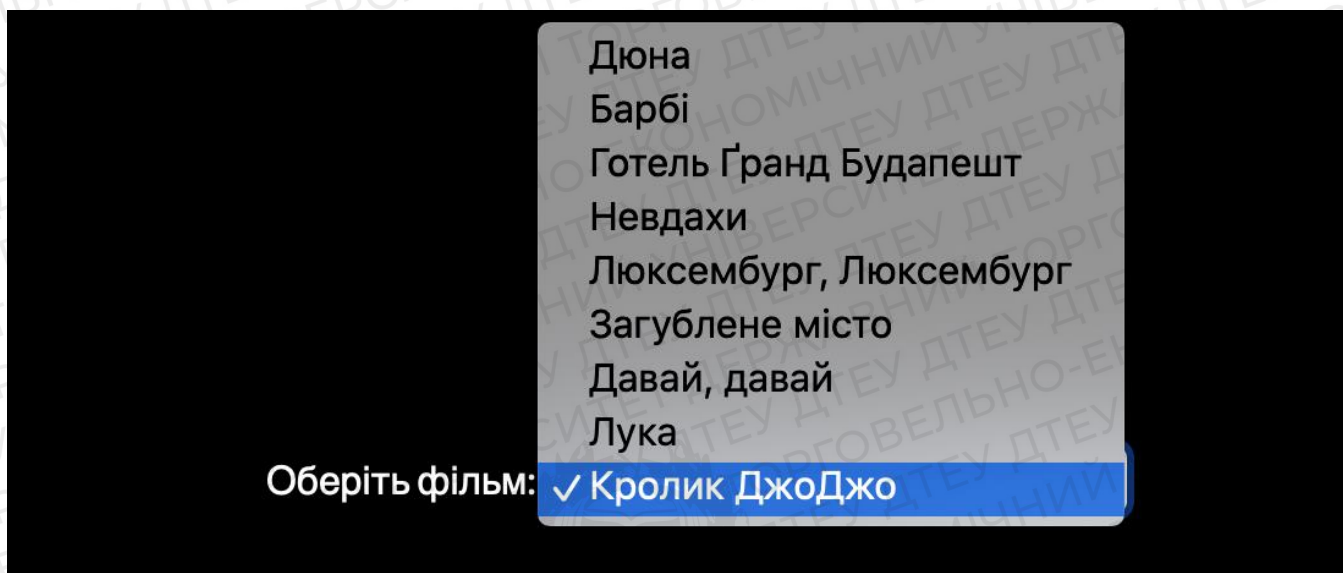 Дюна
Барбі
Готель Ґранд Будапешт
Невдахи
Люксембург, Люксембург
Загублене місто
Давай, давай
Лука
Оберіть фільм: ✓ Кролик ДжоДжо